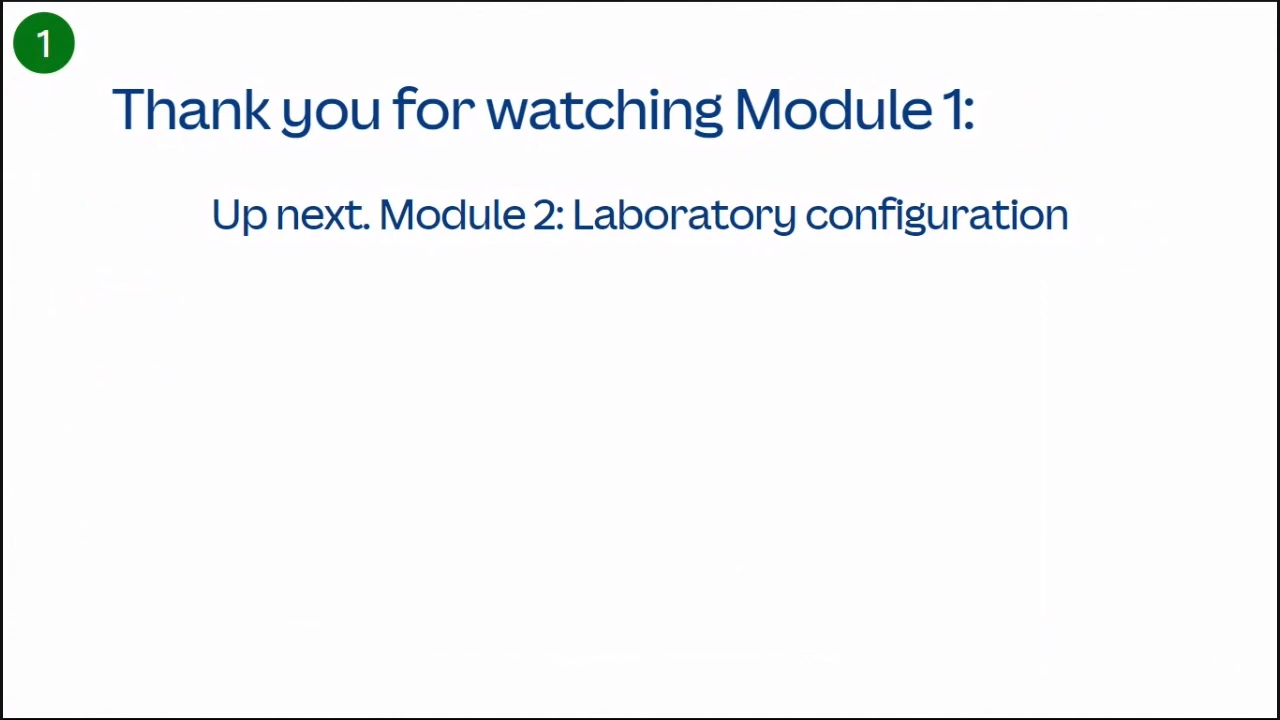 1
Thank you for watching Module 1:
Up next. Module 2: Laboratory configuration